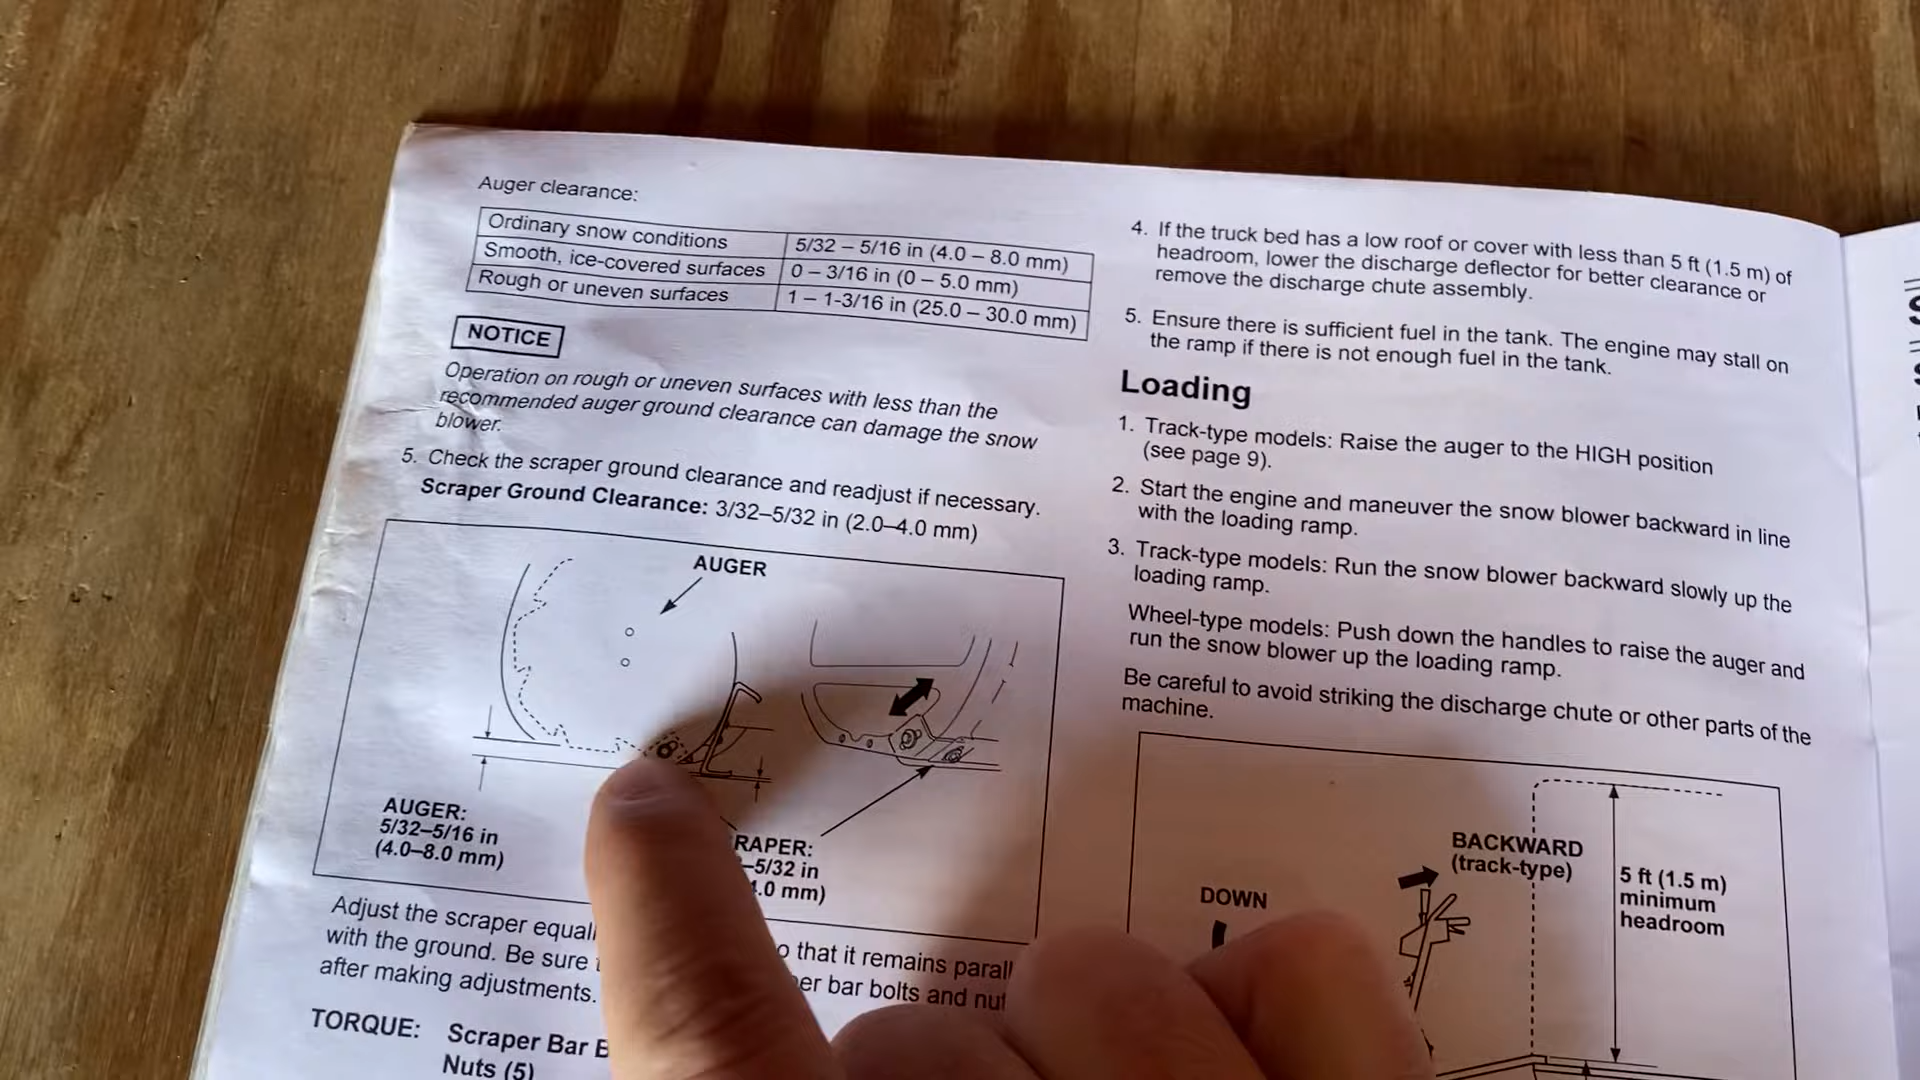 Auger clearance:
Ordinary snow conditions 5/32 – 5/16 in (4.0 – 8.0 mm)
Smooth, ice-covered surfaces 0 – 3/16 in (0 – 5.0 mm)
Rough or uneven surfaces 1 – 1-3/16 in (25.0 – 30.0 mm)
NOTICE
Operation on rough or uneven surfaces with less than the
recommended auger ground clearance can damage the snow
blower.
5. Check the scraper ground clearance and readjust if necessary.
Scraper Ground Clearance: 3/32–5/32 in (2.0–4.0 mm)
AUGER
AUGER:
5/32–5/16 in
(4.0–8.0 mm)
RAPER:
–5/32 in
.0 mm)
Adjust the scraper equal
o that it remains paral
with the ground. Be sure
er bar bolts and nu
after making adjustments.
TORQUE: Scraper Bar B
Nuts (5)
4. If the truck bed has a low roof or cover with less than 5 ft (1.5 m) of
headroom, lower the discharge deflector for better clearance or
remove the discharge chute assembly.
5. Ensure there is sufficient fuel in the tank. The engine may stall on
the ramp if there is not enough fuel in the tank.
Loading
1. Track-type models: Raise the auger to the HIGH position
(see page 9).
2. Start the engine and maneuver the snow blower backward in line
with the loading ramp.
3. Track-type models: Run the snow blower backward slowly up the
loading ramp.
Wheel-type models: Push down the handles to raise the auger and
run the snow blower up the loading ramp.
Be careful to avoid striking the discharge chute or other parts of the
machine.
BACKWARD
(track-type)
DOWN
5 ft (1.5 m)
minimum
headroom